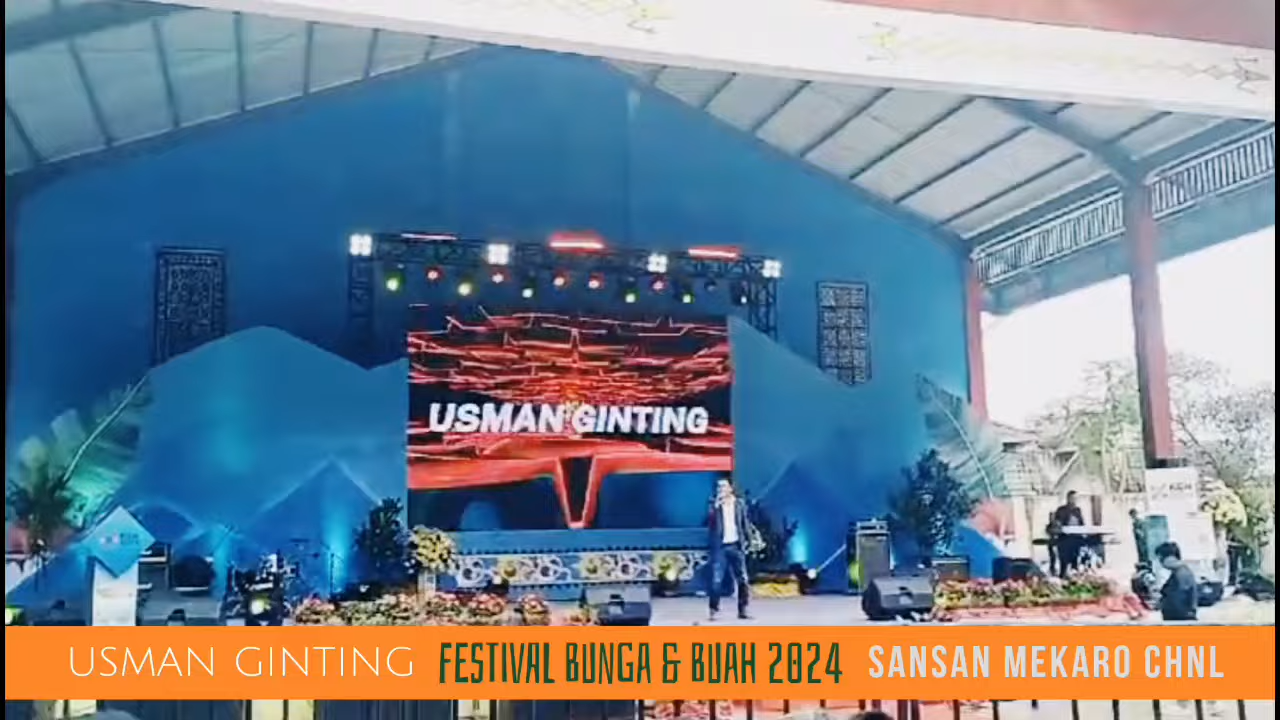 USMAN GINTING
USMAN GINTING FESTIVAL BUNGA & BUAH 2024 SANSAN MEKARO CHNL